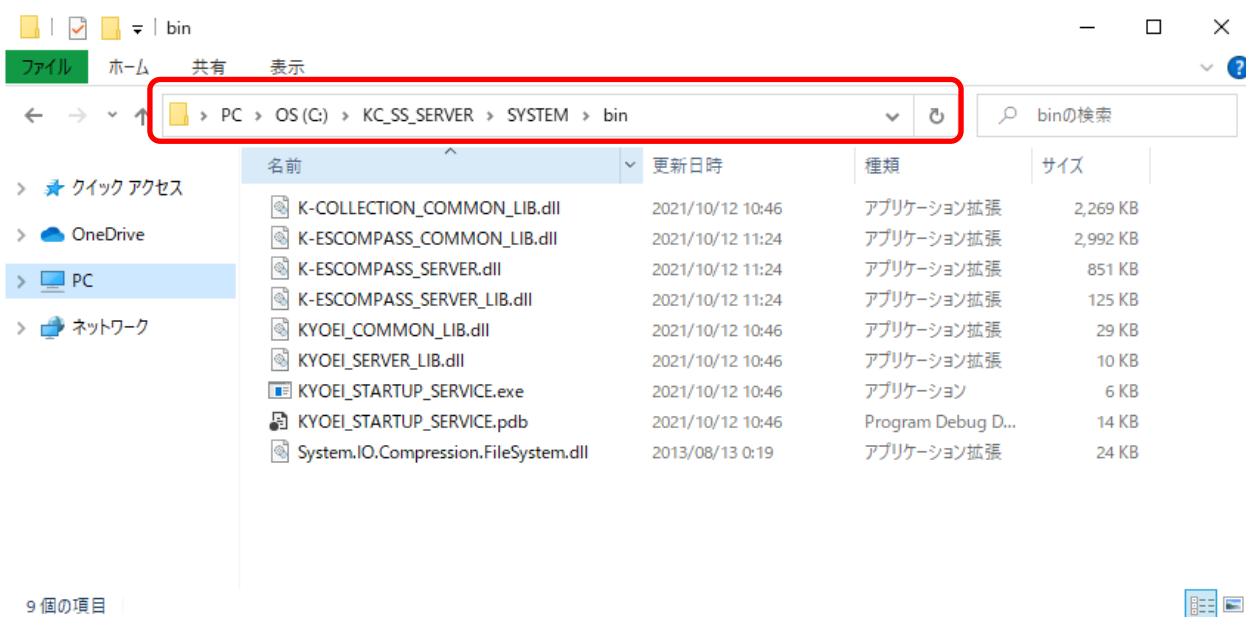 bin
ファイル ホーム 共有 表示
PC > OS (C:) > KC_SS_SERVER > SYSTEM > bin binの検索
クイック アクセス
OneDrive
PC
ネットワーク
名前 更新日時 種類 サイズ
K-COLLECTION_COMMON_LIB.dll 2021/10/12 10:46 アプリケーション拡張 2,269 KB
K-ESCOMPASS_COMMON_LIB.dll 2021/10/12 11:24 アプリケーション拡張 2,992 KB
K-ESCOMPASS_SERVER.dll 2021/10/12 11:24 アプリケーション拡張 851 KB
K-ESCOMPASS_SERVER_LIB.dll 2021/10/12 11:24 アプリケーション拡張 125 KB
KYOEI_COMMON_LIB.dll 2021/10/12 10:46 アプリケーション拡張 29 KB
KYOEI_SERVER_LIB.dll 2021/10/12 10:46 アプリケーション拡張 10 KB
KYOEI_STARTUP_SERVICE.exe 2021/10/12 10:46 アプリケーション 6 KB
KYOEI_STARTUP_SERVICE.pdb 2021/10/12 10:46 Program Debug D... 14 KB
System.IO.Compression.FileSystem.dll 2013/08/13 0:19 アプリケーション拡張 24 KB
9 個の項目